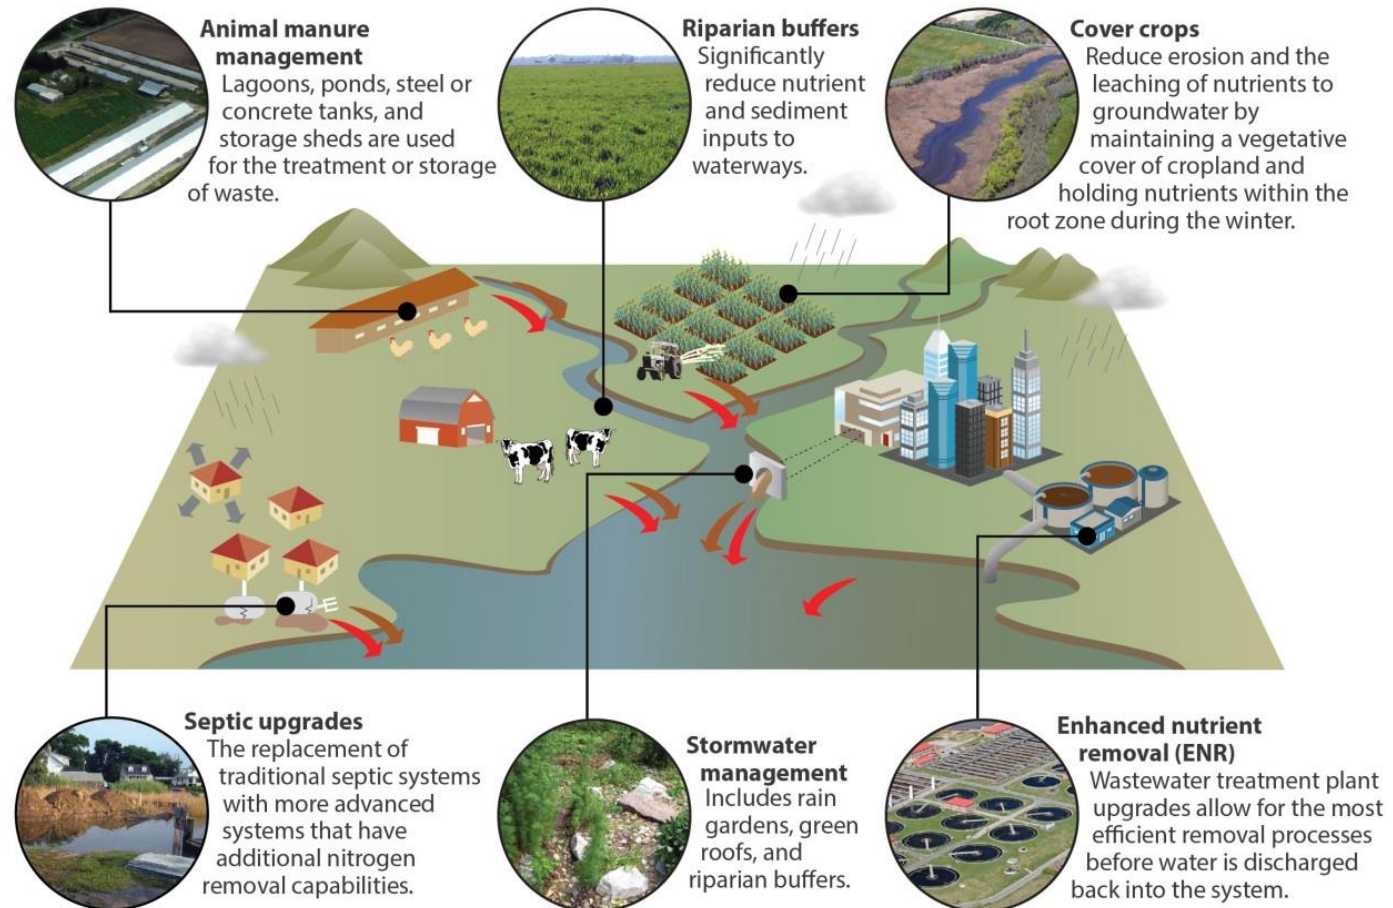 Animal manure
management
Lagoons, ponds, steel or
concrete tanks, and
storage sheds are used
for the treatment or storage
of waste.
Riparian buffers
Significantly
reduce nutrient
and sediment
inputs to
waterways.
Cover crops
Reduce erosion and the
leaching of nutrients to
groundwater by
maintaining a vegetative
cover of cropland and
holding nutrients within the
root zone during the winter.
Septic upgrades
The replacement of
traditional septic systems
with more advanced
systems that have
additional nitrogen
removal capabilities.
Stormwater
management
Includes rain
gardens, green
roofs, and
riparian buffers.
Enhanced nutrient
removal (ENR)
Wastewater treatment plant
upgrades allow for the most
efficient removal processes
before water is discharged
back into the system.